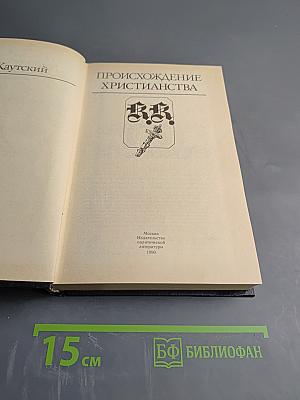 Каутский
ПРОИСХОЖДЕНИЕ
ХРИСТИАНСТВА
К.К.
Москва
Издательство
политической
литературы
1990
15 см
БФ БИБЛИОФАН